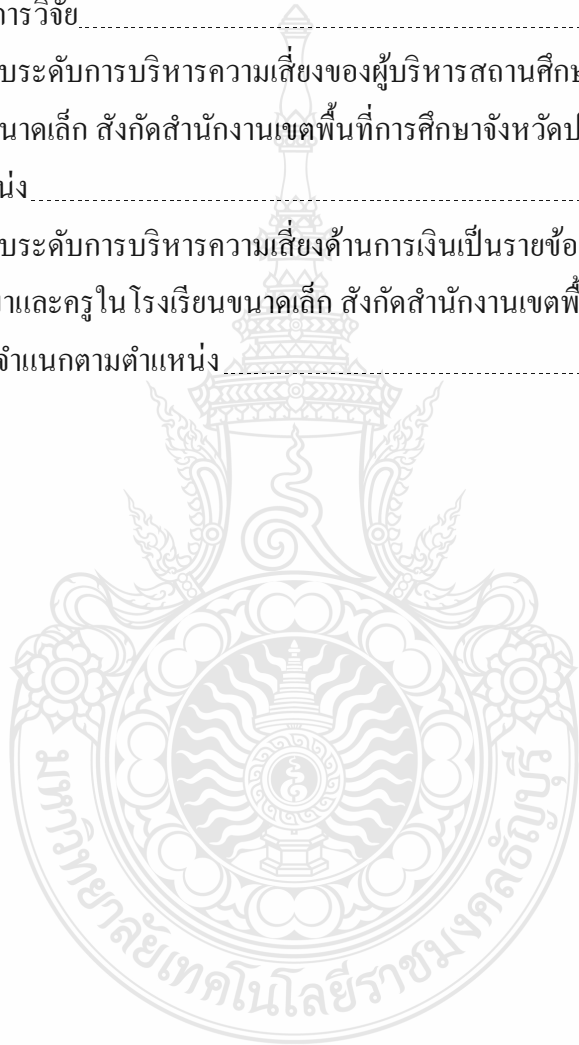 การวิจัย
บระดับการบริหารความเสี่ยงของผู้บริหารสถานศึกษ
นาดเล็ก สังกัดสำนักงานเขตพื้นที่การศึกษาจังหวัดป
หน่ง
บระดับการบริหารความเสี่ยงด้านการเงินเป็นรายข้อ
าและครูในโรงเรียนขนาดเล็ก สังกัดสำนักงานเขตพื้
จำแนกตามตำแหน่ง
มหาวิทยาลัยเทคโนโลยีราชมงคลธัญบุรี